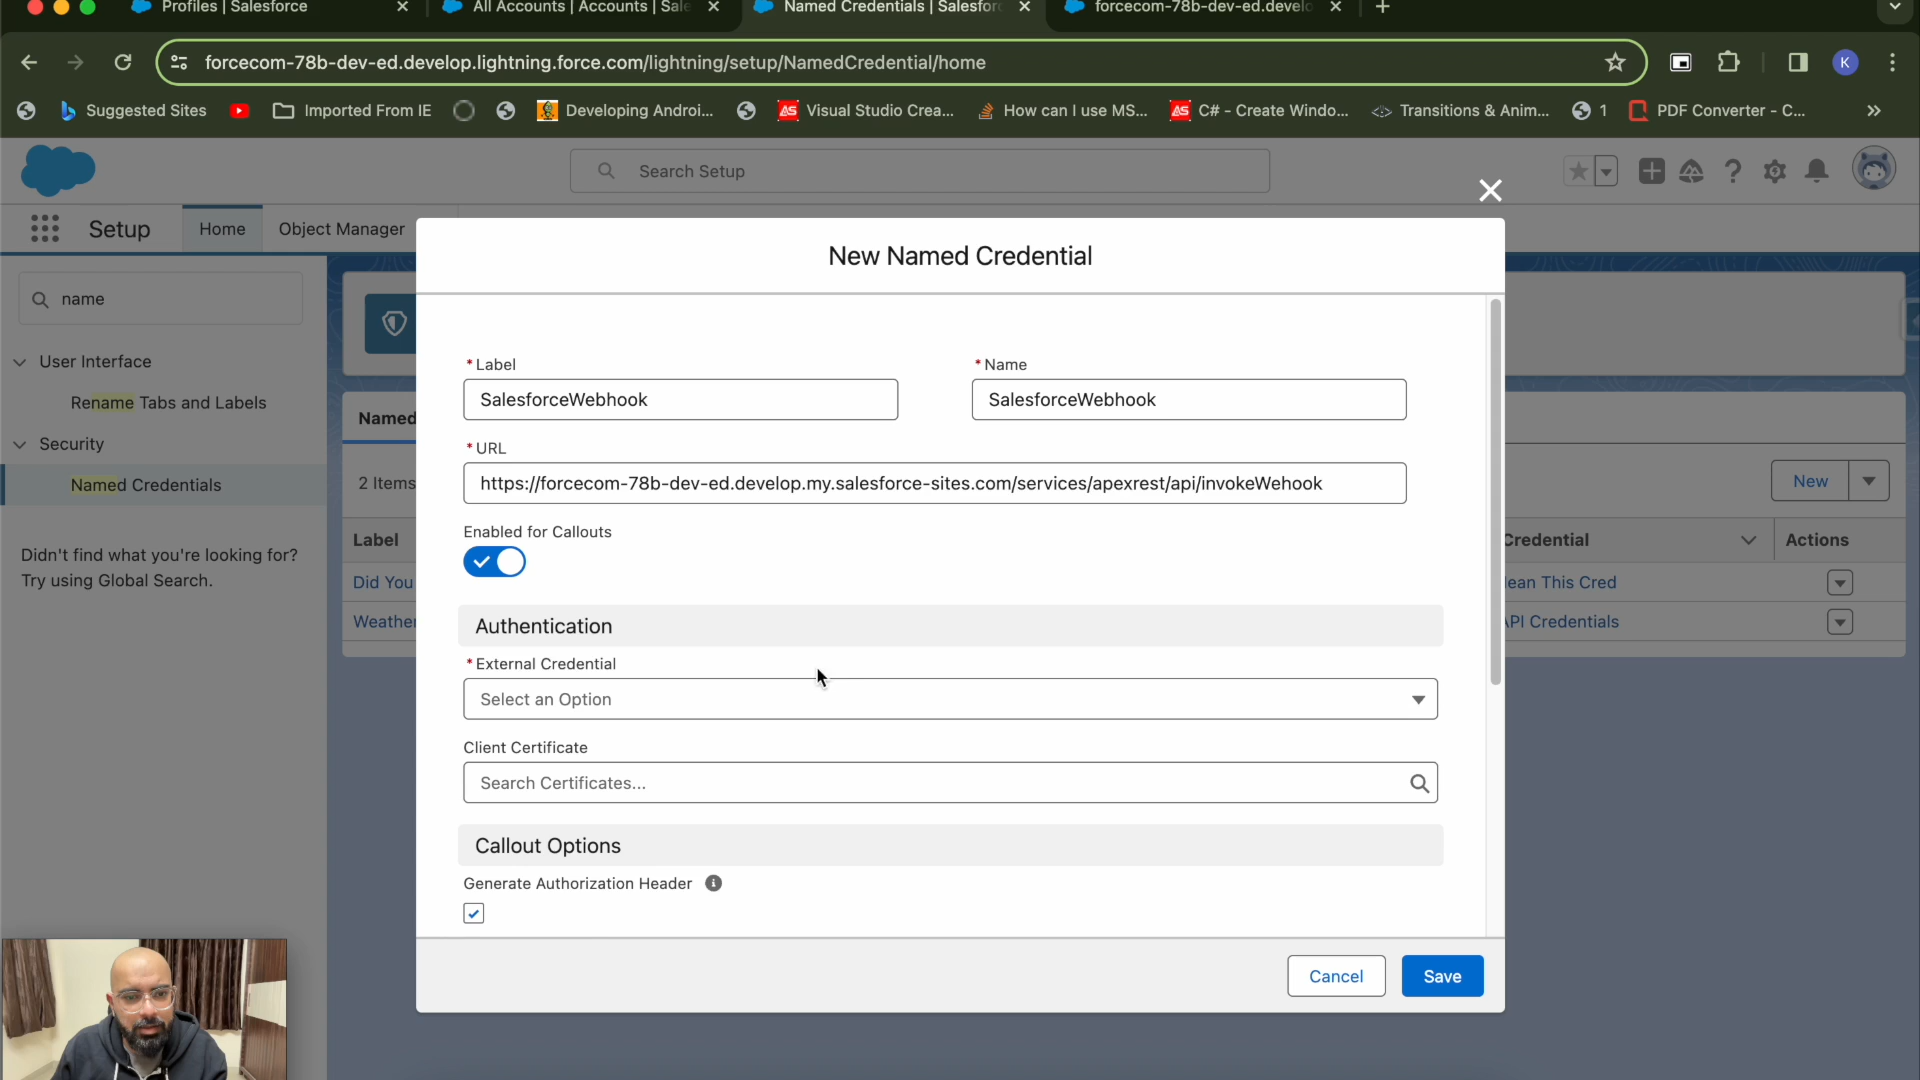 Profiles | Salesforce
All Accounts | Accounts | Sale
Named Credentials | Salesfor
forcecom-78b-dev-ed.develo
forcecom-78b-dev-ed.develop.lightning.force.com/lightning/setup/NamedCredential/home
K
Suggested Sites
Imported From IE
Developing Androi...
AS Visual Studio Crea...
How can I use MS...
AS C# - Create Windo...
Transitions & Anim...
1
PDF Converter - C...
Search Setup
Setup
Home
Object Manager
New Named Credential
name
User Interface
Rename Tabs and Labels
Security
Named Credentials
Didn't find what you're looking for?
Try using Global Search.
Named
2 Items
New
Label
Credential
Actions
Did You
ean This Cred
Weather
API Credentials
* Label
SalesforceWebhook
* Name
SalesforceWebhook
* URL
https://forcecom-78b-dev-ed.develop.my.salesforce-sites.com/services/apexrest/api/invokeWehook
Enabled for Callouts
Authentication
* External Credential
Select an Option
Client Certificate
Search Certificates...
Callout Options
Generate Authorization Header
Cancel
Save